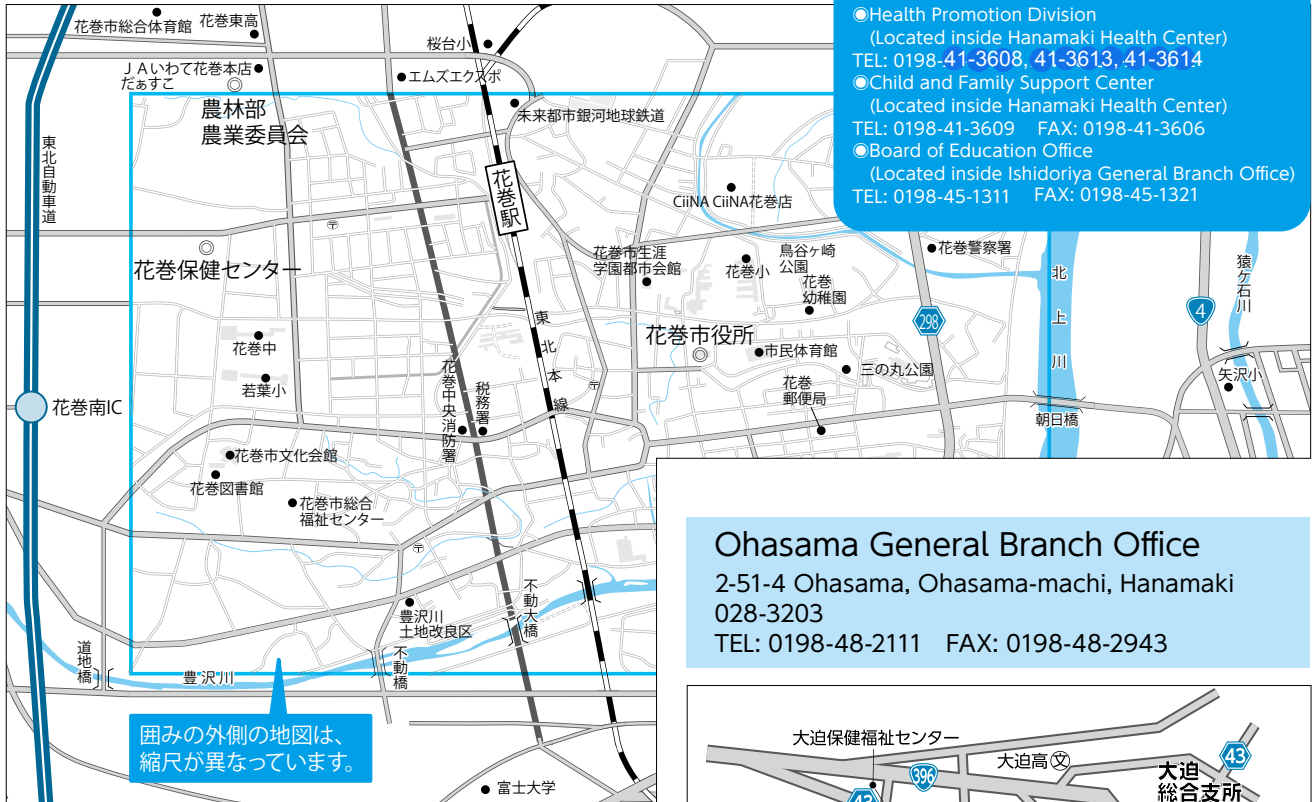 花巻市総合体育館
花巻東高
桜台小
JAいわて花巻本店
だぁすこ
エムズエクスポ
農林部
農業委員会
未来都市銀河地球鉄道
東北自動車道
花巻駅
CiiNA CiiNA花巻店
◉Health Promotion Division
(Located inside Hanamaki Health Center)
TEL: 0198-41-3608, 41-3613, 41-3614
◉Child and Family Support Center
(Located inside Hanamaki Health Center)
TEL: 0198-41-3609 FAX: 0198-41-3606
◉Board of Education Office
(Located inside Ishidoriya General Branch Office)
TEL: 0198-45-1311 FAX: 0198-45-1321
〒
花巻保健センター
花巻市生涯
学園都市会館
花巻小
鳥谷ヶ崎
公園
花巻
幼稚園
花巻警察署
北上川
猿ケ石川
4
298
東北本線
花巻市役所
市民体育館
三の丸公園
花巻中
若葉小
花巻中央消防署
税務署
〒
花巻
郵便局
矢沢小
朝日橋
花巻南IC
花巻市文化会館
花巻図書館
花巻市総合
福祉センター
〒
豊沢川
土地改良区
不動大橋
道地橋
豊沢川
不動橋
囲みの外側の地図は、
縮尺が異なっています。
富士大学
Ohasama General Branch Office
2-51-4 Ohasama, Ohasama-machi, Hanamaki
028-3203
TEL: 0198-48-2111 FAX: 0198-48-2943
大迫保健福祉センター
大迫高
文
396
43
大迫
総合支所
43